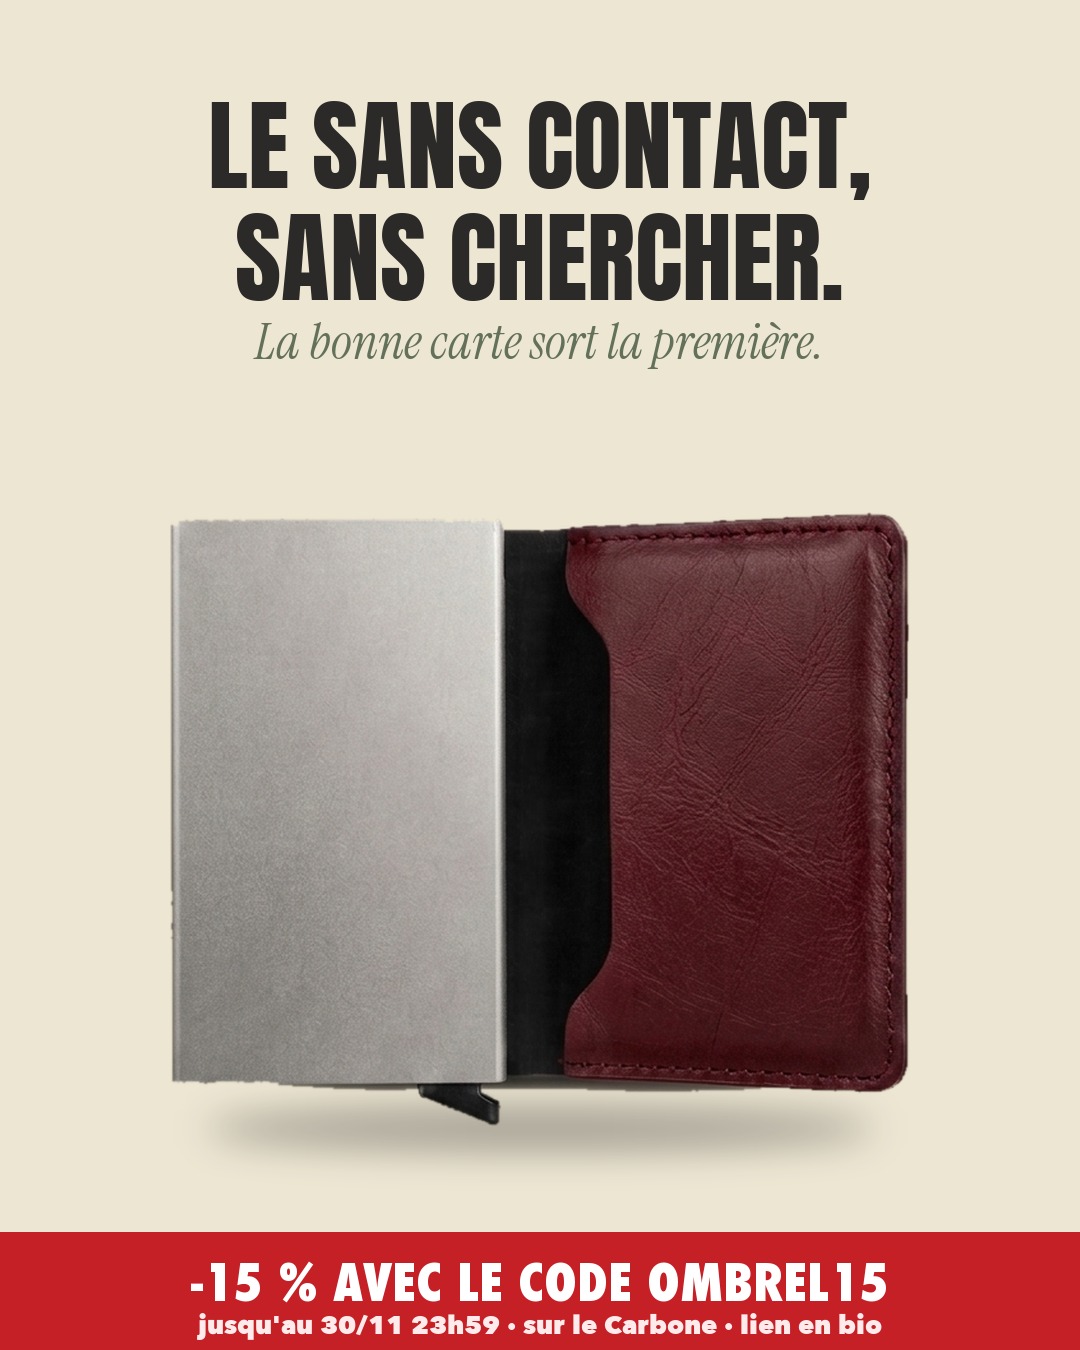 LE SANS CONTACT,
SANS CHERCHER.
La bonne carte sort la première.
-15 % AVEC LE CODE OMBREL15
jusqu'au 30/11 23h59 · sur le Carbone · lien en bio